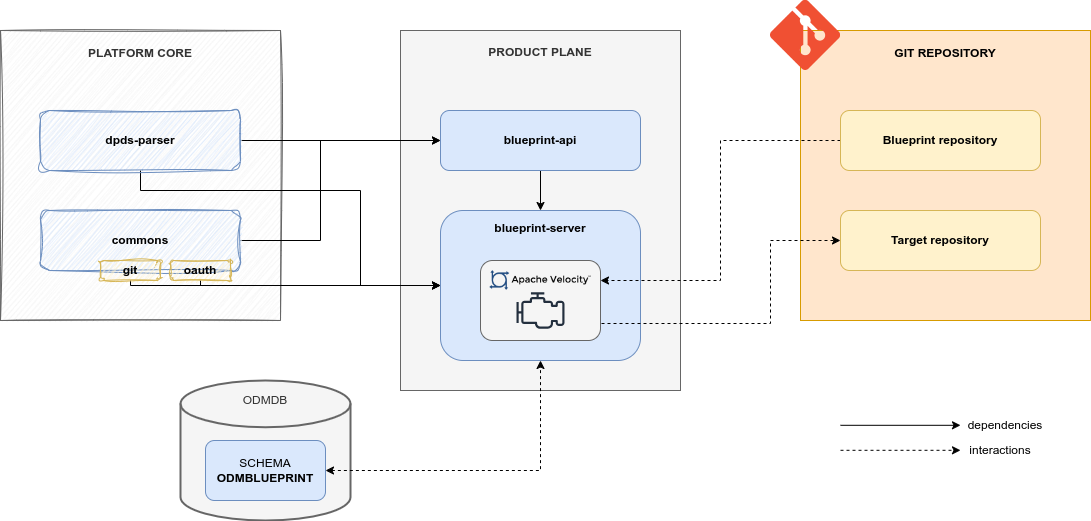 PLATFORM CORE
dpds-parser
commons
git
oauth
PRODUCT PLANE
blueprint-api
blueprint-server
Apache Velocity™
GIT REPOSITORY
Blueprint repository
Target repository
ODMDB
SCHEMA
ODMBLUEPRINT
dependencies
interactions